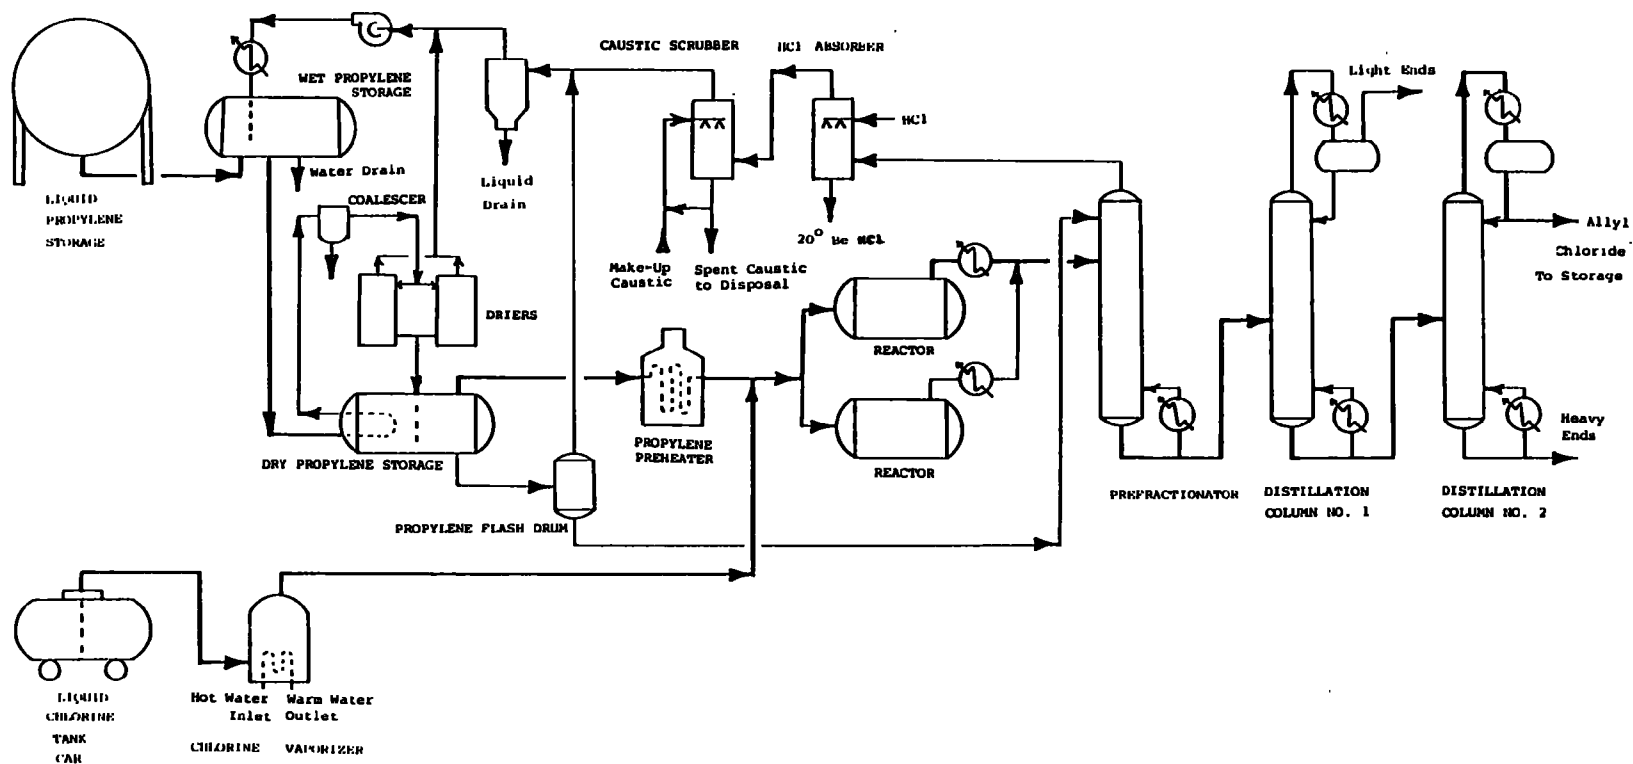 CAUSTIC SCRUBBER
HCl ABSORBER
WET PROPYLENE
STORAGE
Light Ends
HCl
Water Drain
Liquid
Drain
LIQUID
PROPYLENE
STORAGE
COALESCER
20° Be HCl
Make-Up
Caustic
Spent Caustic
to Disposal
Allyl
Chloride
To Storage
DRIERS
REACTOR
PROPYLENE
PREHEATER
REACTOR
Heavy
Ends
DRY PROPYLENE STORAGE
PREFRACTIONATOR
DISTILLATION
COLUMN NO. 1
DISTILLATION
COLUMN NO. 2
PROPYLENE FLASH DRUM
LIQUID
CHLORINE
TANK
CAR
Hot Water
Inlet
Warm Water
Outlet
CHLORINE VAPORIZER